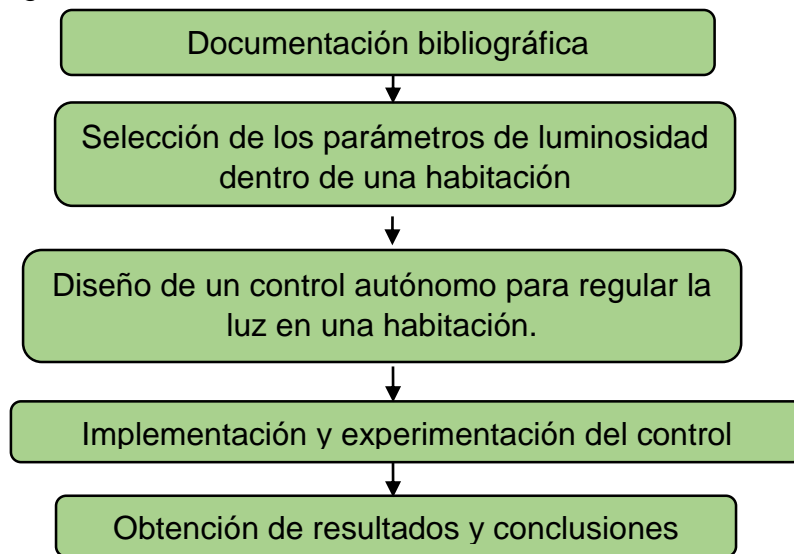 Documentación bibliográfica
Selección de los parámetros de luminosidad
dentro de una habitación
Diseño de un control autónomo para regular la
luz en una habitación.
Implementación y experimentación del control
Obtención de resultados y conclusiones